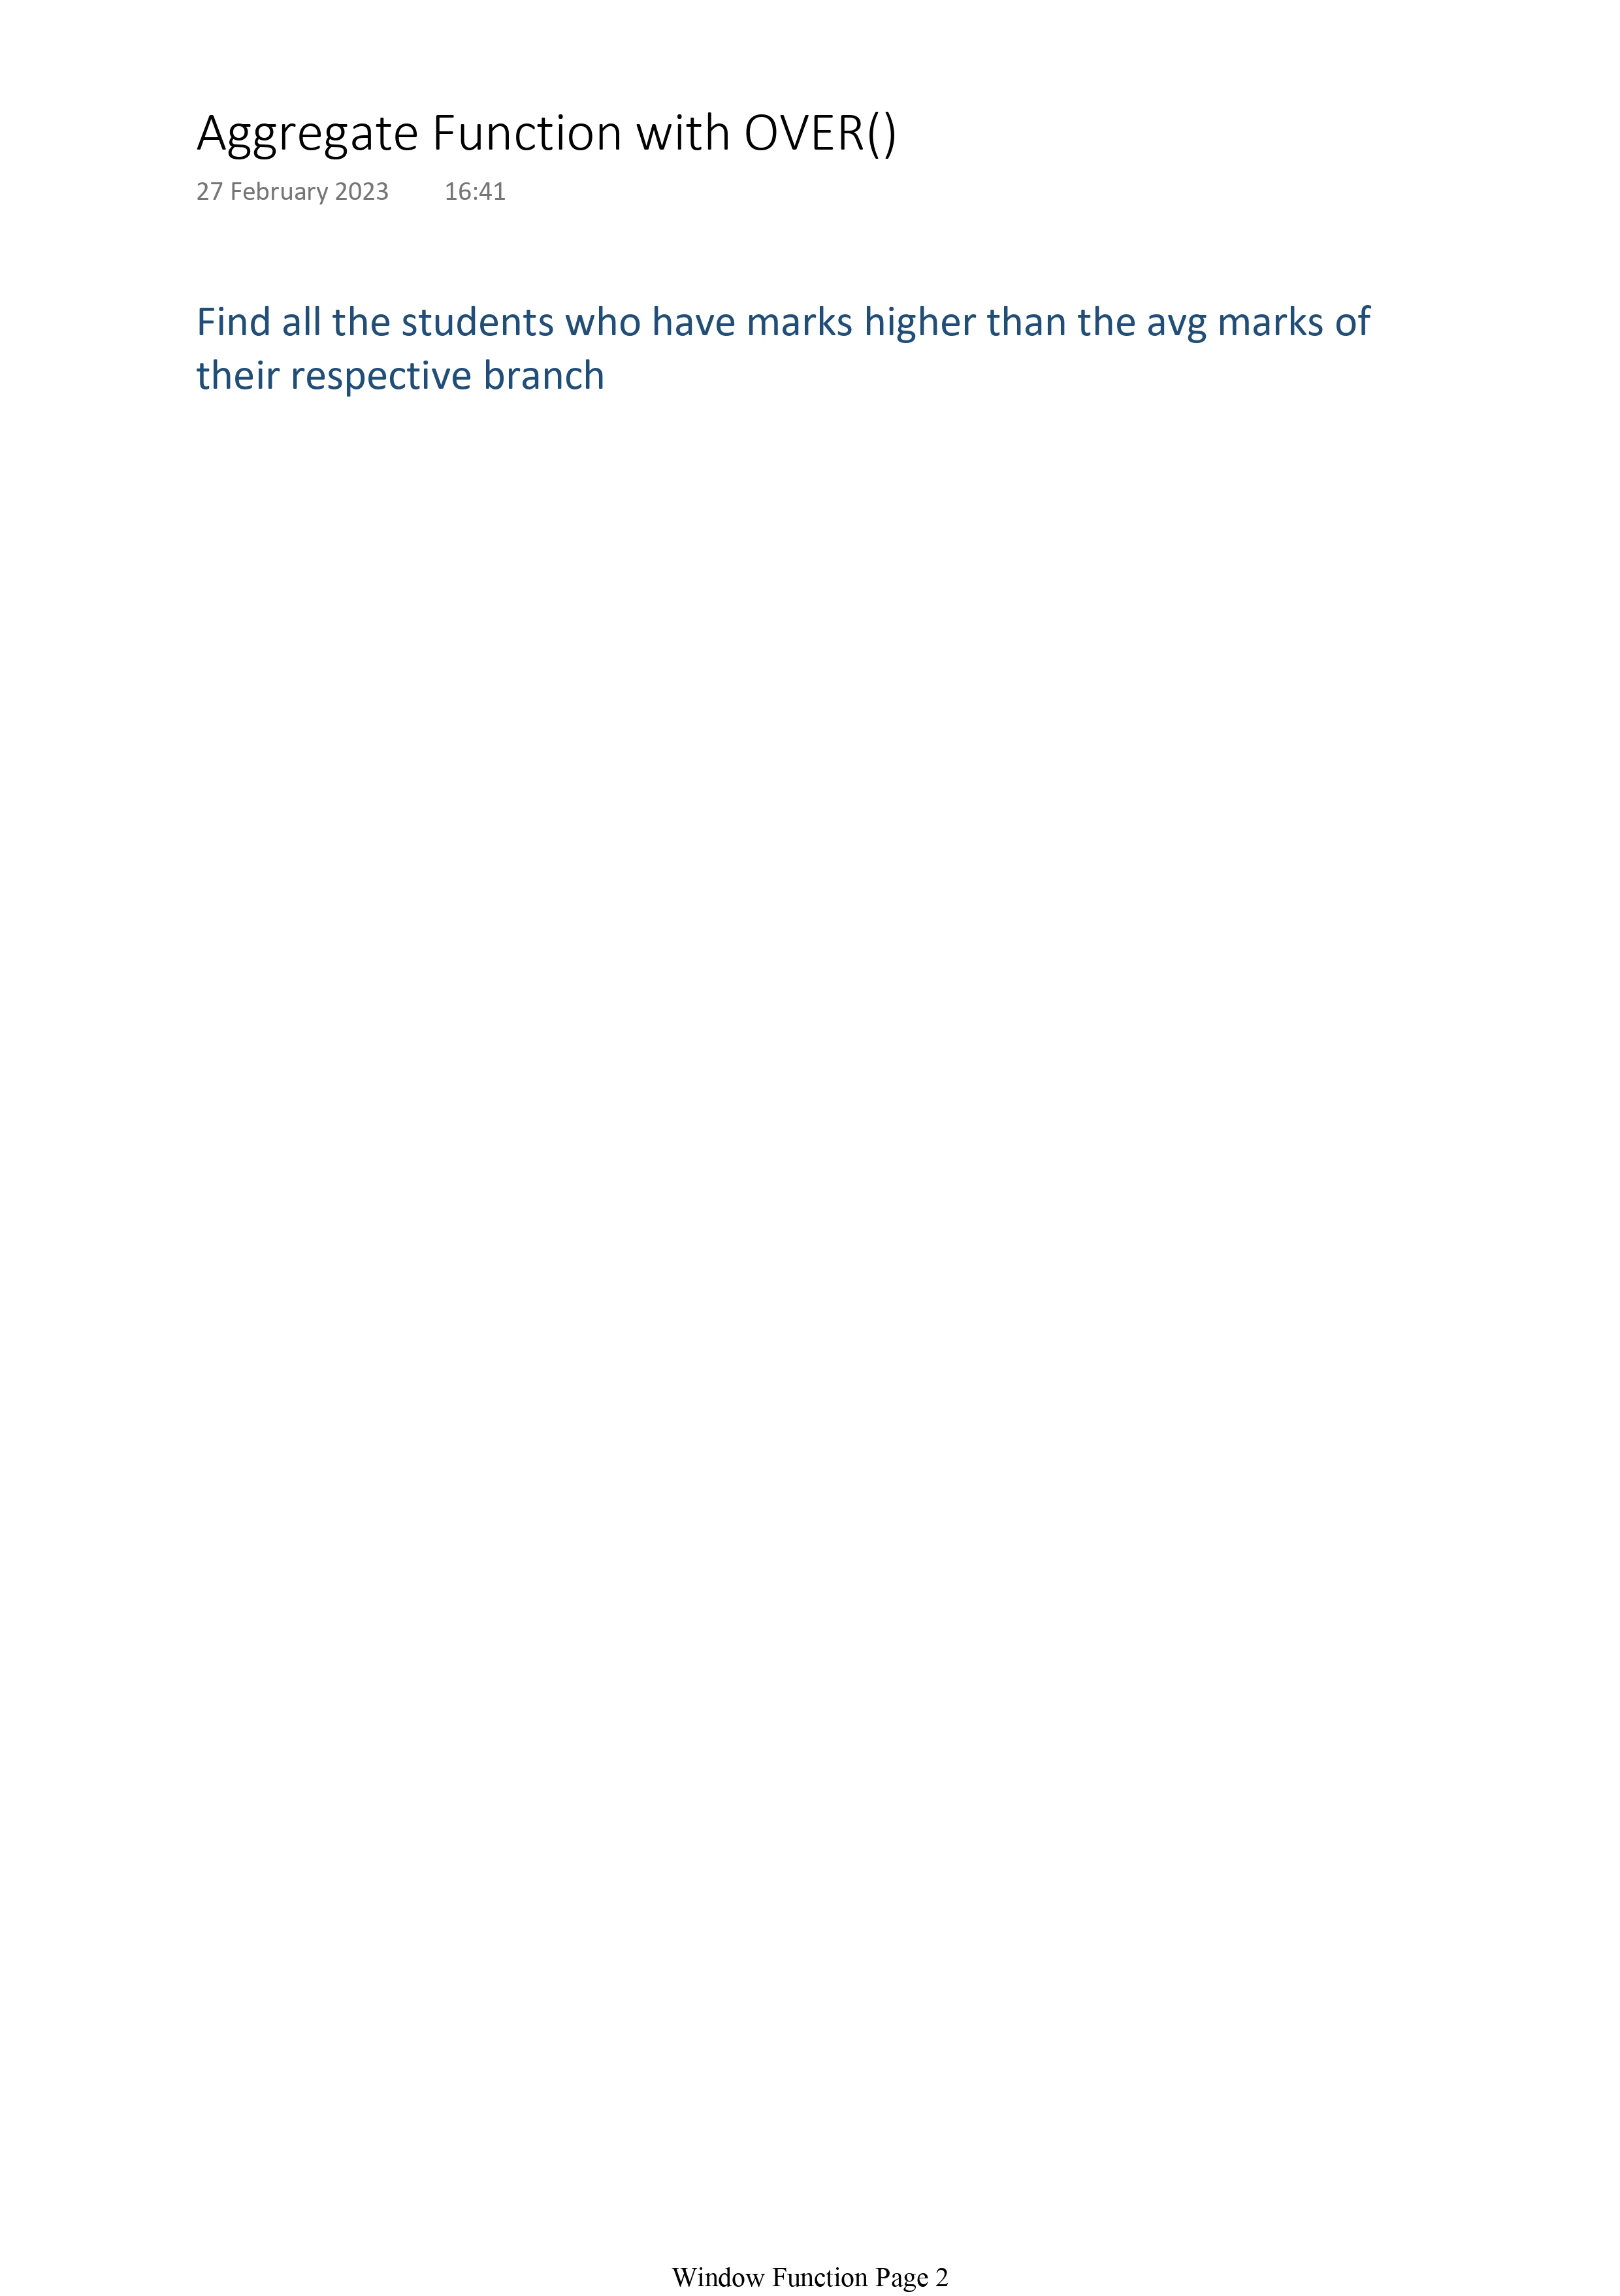 Aggregate Function with OVER()
27 February 2023 16:41
Find all the students who have marks higher than the avg marks of
their respective branch
Window Function Page 2